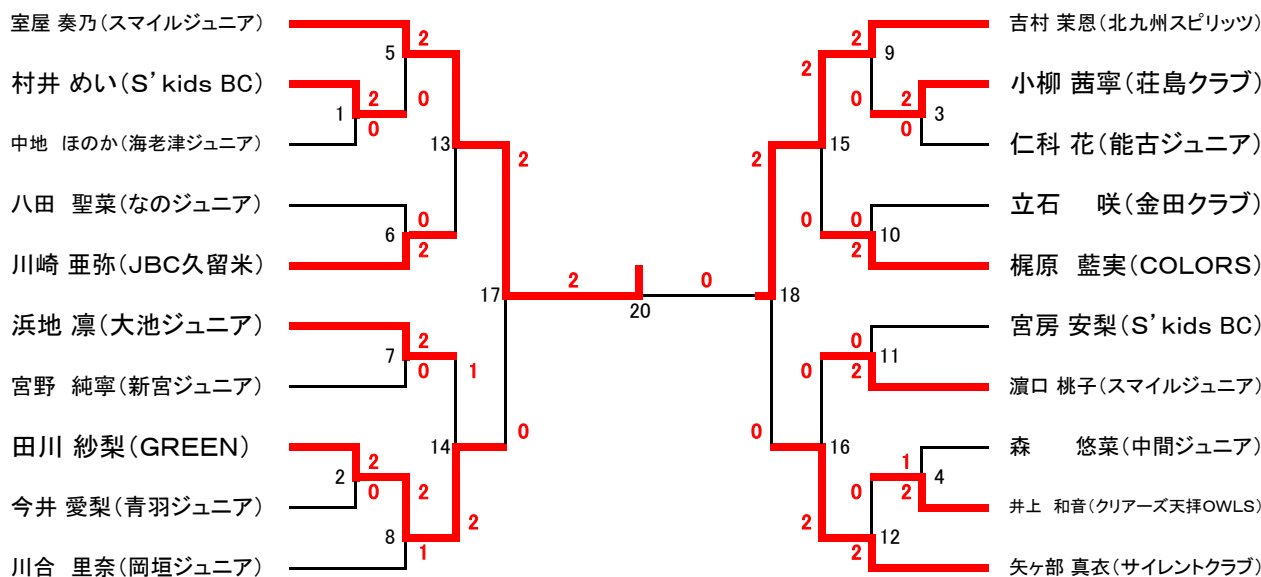 室屋 奏乃(スマイルジュニア)
村井 めい(S’kids BC)
中地 ほのか(海老津ジュニア)
八田 聖菜(なのジュニア)
川崎 亜弥(JBC久留米)
浜地 凛(大池ジュニア)
宮野 純寧(新宮ジュニア)
田川 紗梨(GREEN)
今井 愛梨(青羽ジュニア)
川合 里奈(岡垣ジュニア)
5
2
1
2
0
0
13
6
0
2
2
17
7
2
0
1
14
0
2
2
0
2
8
1
2
2
20
0
吉村 茉恩(北九州スピリッツ)
小柳 茜寧(荘島クラブ)
仁科 花(能古ジュニア)
立石 咲(金田クラブ)
梶原 藍実(COLORS)
宮房 安梨(S’kids BC)
濵口 桃子(スマイルジュニア)
森 悠菜(中間ジュニア)
井上 和音(クリアーズ天拝OWLS)
矢ヶ部 真衣(サイレントクラブ)
2
9
2
0
2
3
0
2
15
0
0
10
2
18
0
11
0
2
0
16
1
4
0
2
2
12
2